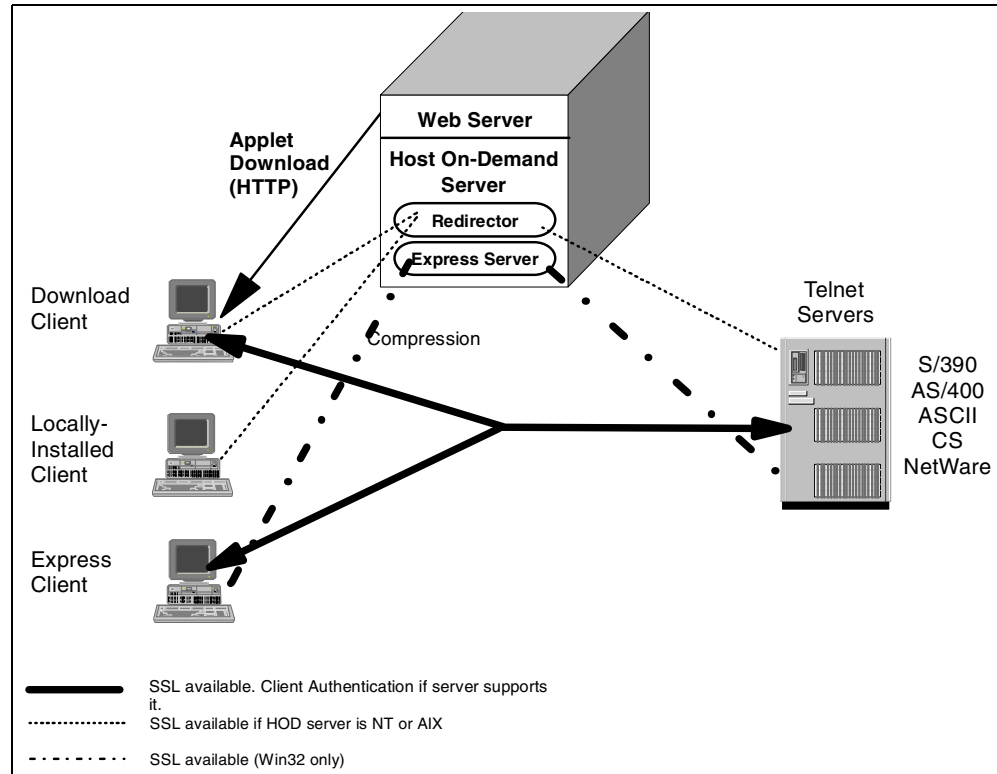 Web Server
Applet
Download
(HTTP)
Host On-Demand
Server
Redirector
Express Server
Download
Client
Compression
Telnet
Servers
S/390
AS/400
ASCII
CS
NetWare
Locally-
Installed
Client
Express
Client
SSL available. Client Authentication if server supports
it.
SSL available if HOD server is NT or AIX
SSL available (Win32 only)